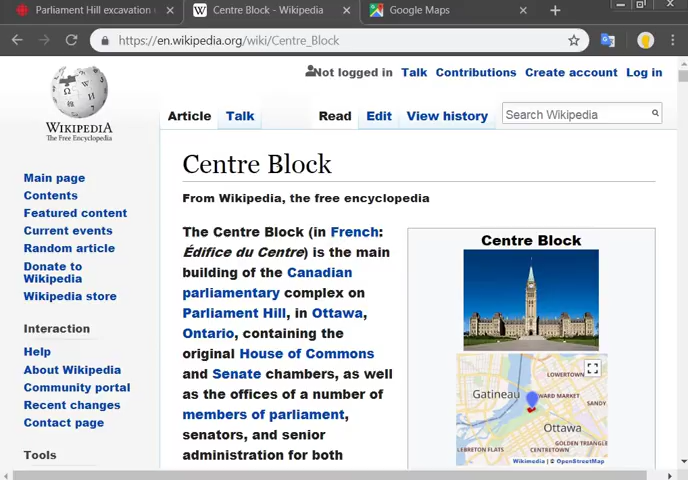 Parliament Hill excavation
Centre Block - Wikipedia
Google Maps
https://en.wikipedia.org/wiki/Centre_Block
Not logged in Talk Contributions Create account Log in
WIKIPEDIA
The Free Encyclopedia
Article Talk Read Edit View history Search Wikipedia
Main page
Contents
Featured content
Current events
Random article
Donate to
Wikipedia
Wikipedia store
Interaction
Help
About Wikipedia
Community portal
Recent changes
Contact page
Tools
Centre Block
From Wikipedia, the free encyclopedia
The Centre Block (in French:
Édifice du Centre) is the main
building of the Canadian
parliamentary complex on
Parliament Hill, in Ottawa,
Ontario, containing the
original House of Commons
and Senate chambers, as well
as the offices of a number of
members of parliament,
senators, and senior
administration for both
Centre Block
LOWERTOWN
Gatineau
WARD MARKET
SANDY
Ottawa
GOLDEN TRIANGLE
LEBRETON FLATS CENTRETOWN
Wikimedia | © OpenStreetMap